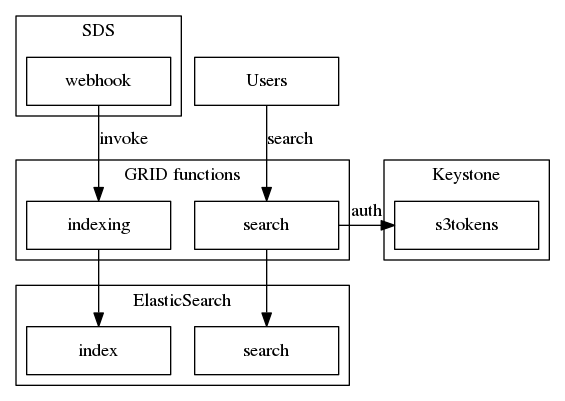 SDS
webhook
Users
invoke
search
GRID functions
Keystone
indexing
search
auth
s3tokens
ElasticSearch
index
search